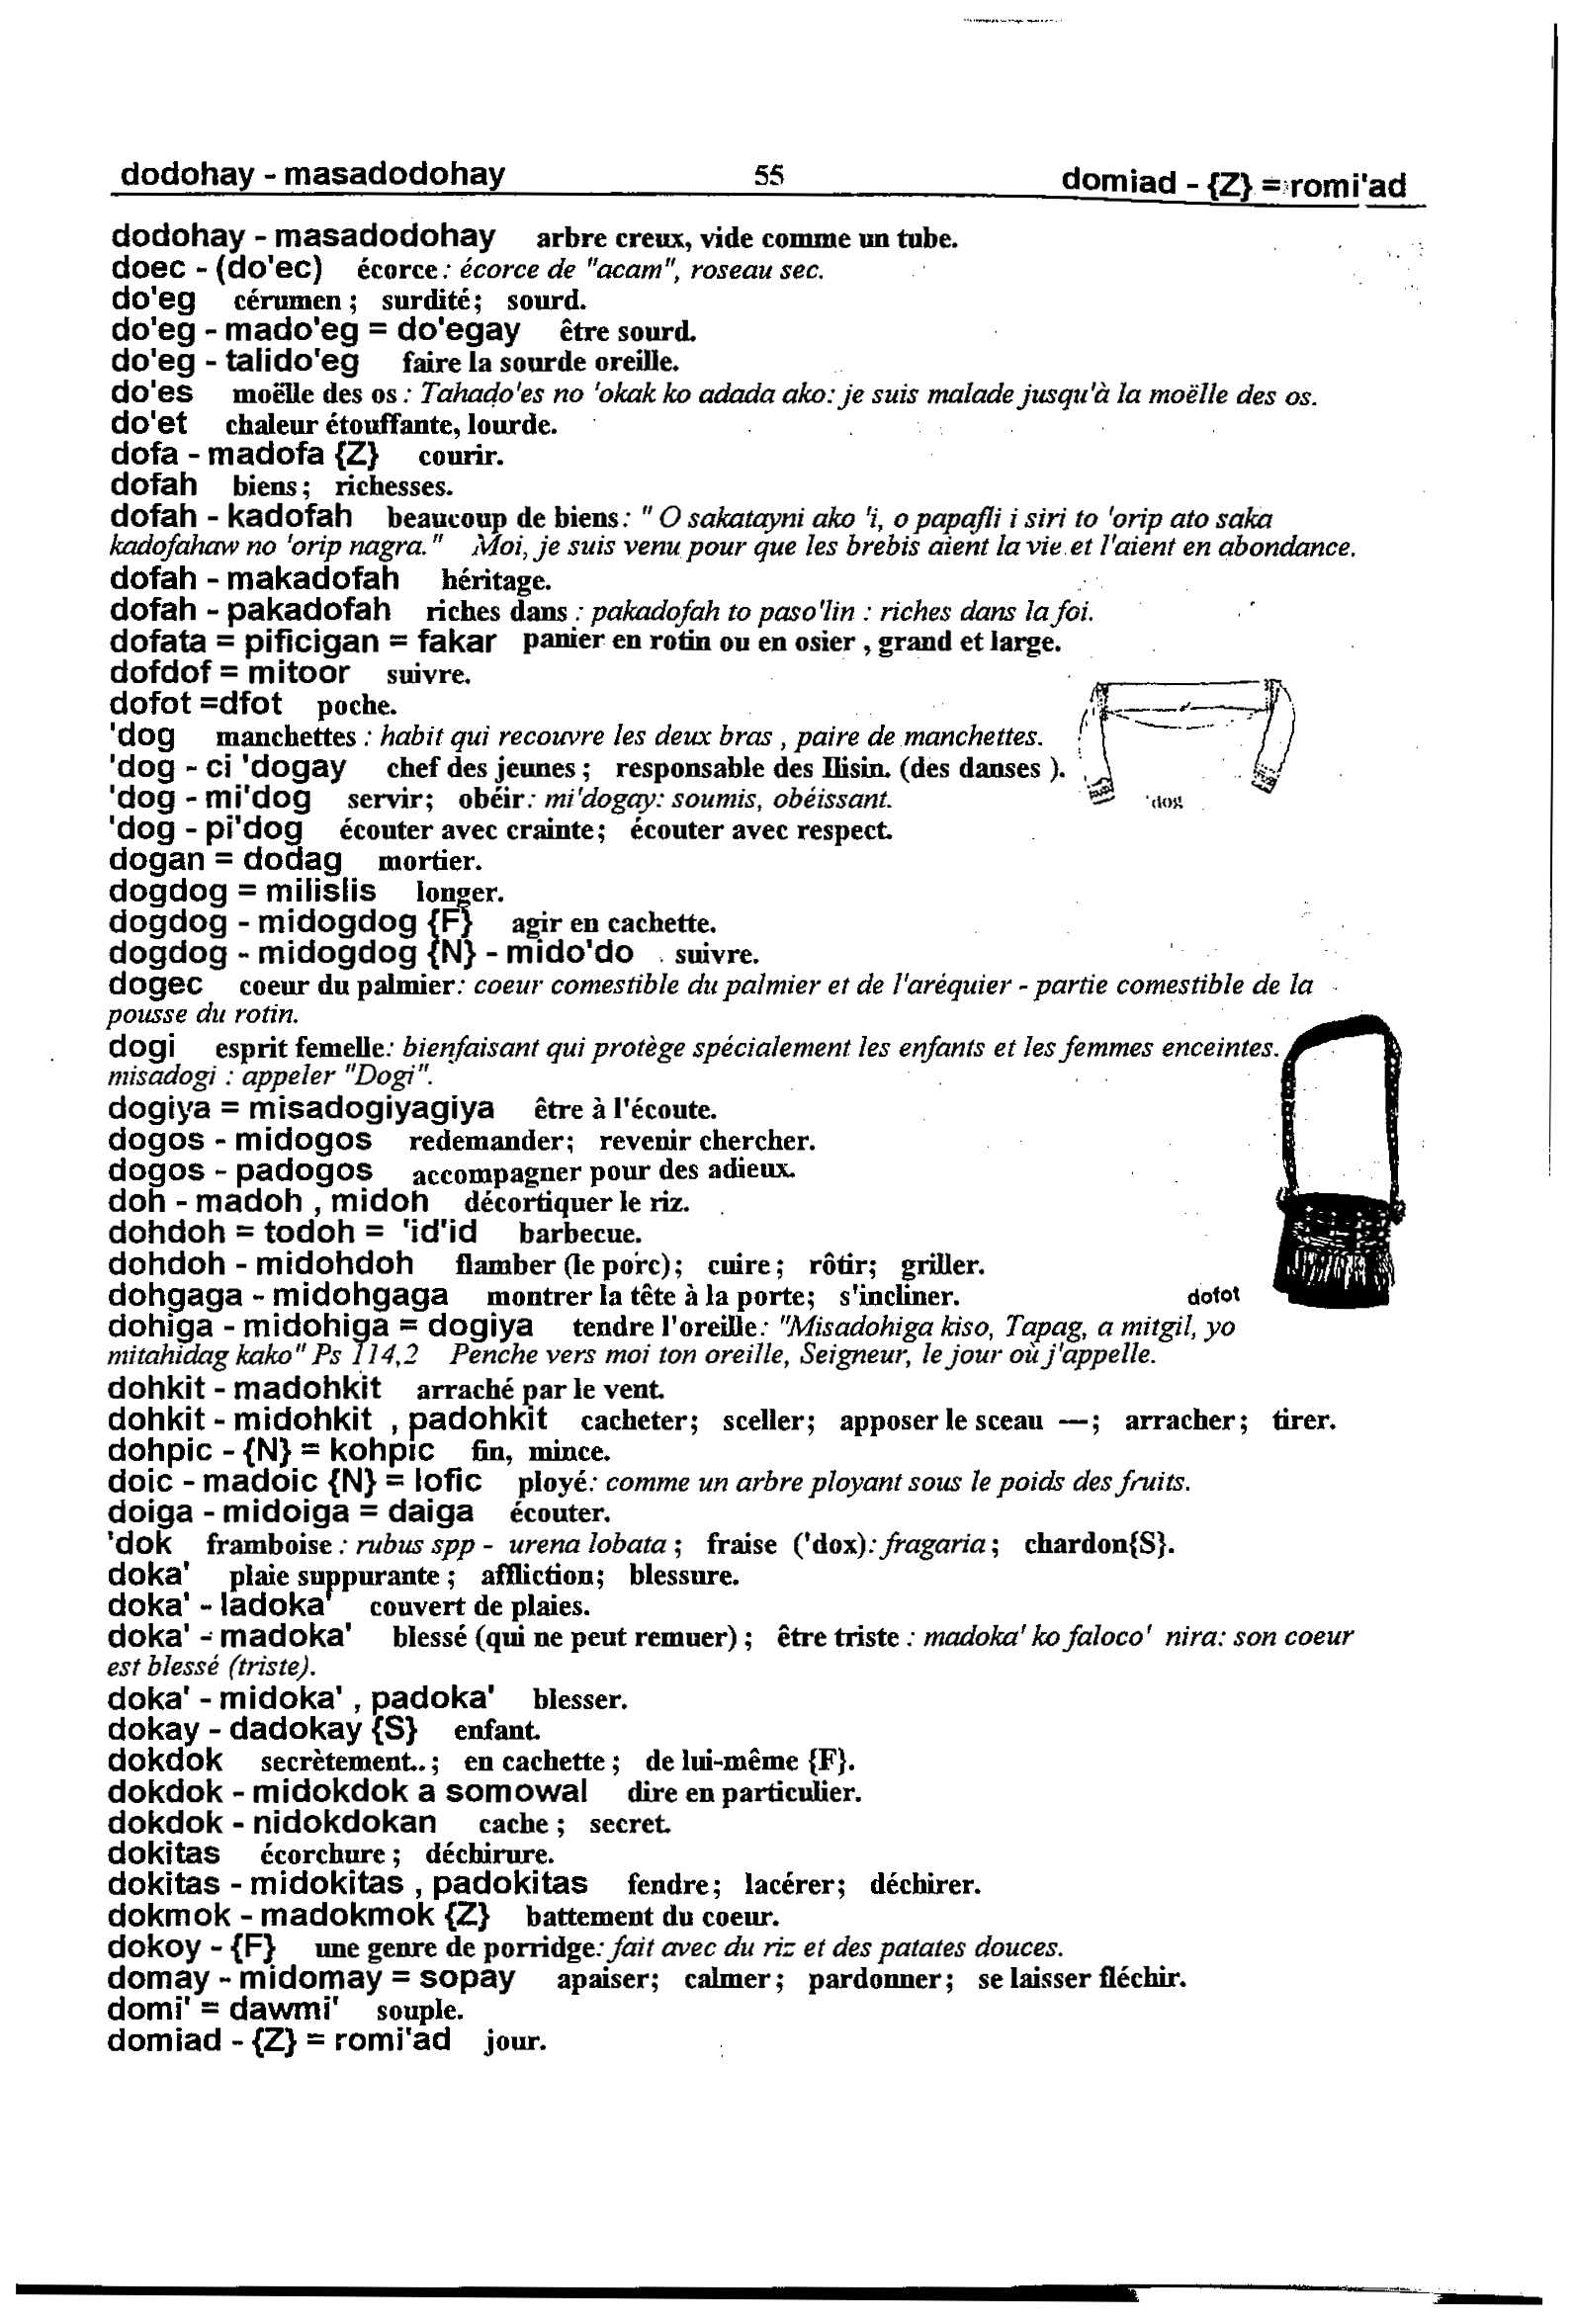 dodohay - masadodohay 55 domiad - {Z} = romi'ad
dodohay - masadodohay arbre creux, vide comme un tube.
doec - (do'ec) écorce : écorce de "acam", roseau sec.
do'eg cérumen ; surdité; sourd.
do'eg - mado'eg = do'egay être sourd.
do'eg - talido'eg faire la sourde oreille.
do'es moëlle des os : Tahado'es no 'okak ko adada ako: je suis malade jusqu'à la moëlle des os.
do'et chaleur étouffante, lourde.
dofa - madofa {Z} courir.
dofah biens ; richesses.
dofah - kadofah beaucoup de biens : " O sakatayni ako 'i, o papafli i siri to 'orip ato saka
kadofahaw no 'orip nagra." Moi, je suis venu pour que les brebis aient la vie et l'aient en abondance.
dofah - makadofah héritage.
dofah - pakadofah riches dans : pakadofah to paso'lin : riches dans la foi.
dofata = pificigan = fakar panier en rotin ou en osier , grand et large.
dofdof = mitoor suivre.
dofot =dfot poche.
'dog manchettes : habit qui recouvre les deux bras , paire de manchettes.
'dog - ci 'dogay chef des jeunes ; responsable des Ilisin. (des danses ).
'dog - mi'dog servir; obéir: mi'dogay: soumis, obéissant.
'dog
'dog - pi'dog écouter avec crainte; écouter avec respect.
dogan = dodag mortier.
dogdog = milislis longer.
dogdog - midogdog {F} agir en cachette.
dogdog - midogdog {N} - mido'do suivre.
dogec coeur du palmier: coeur comestible du palmier et de l'aréquier - partie comestible de la
pousse du rotin.
dogi esprit femelle: bienfaisant qui protège spécialement les enfants et les femmes enceintes.
misadogi : appeler "Dogi".
dogiya = misadogiyagiya être à l'écoute.
dogos - midogos redemander; revenir chercher.
dogos - padogos accompagner pour des adieux.
doh - madoh , midoh décortiquer le riz.
dohdoh = todoh = 'id'id barbecue.
dohdoh - midohdoh flamber (le porc) ; cuire ; rôtir; griller.
dohgaga - midohgaga montrer la tête à la porte; s'incliner.
dofot
dohiga - midohiga = dogiya tendre l'oreille: "Misadohiga kiso, Tapag, a mitgil, yo
mitahidag kako" Ps 114,2 Penche vers moi ton oreille, Seigneur, le jour où j'appelle.
dohkit - madohkit arraché par le vent.
dohkit - midohkit , padohkit cacheter; sceller; apposer le sceau —; arracher; tirer.
dohpic - {N} = kohpic fin, mince.
doic - madoic {N} = lofic ployé: comme un arbre ployant sous le poids des fruits.
doiga - midoiga = daiga écouter.
'dok framboise : rubus spp - urena lobata ; fraise ('dox): fragaria ; chardon{S}.
doka' plaie suppurante ; affliction; blessure.
doka' - ladoka' couvert de plaies.
doka' - madoka' blessé (qui ne peut remuer) ; être triste : madoka' ko faloco' nira: son coeur
est blessé (triste).
doka' - midoka' , padoka' blesser.
dokay - dadokay {S} enfant.
dokdok secrètement.. ; en cachette ; de lui-même {F}.
dokdok - midokdok a somowal dire en particulier.
dokdok - nidokdokan cache ; secret.
dokitas écorchure ; déchirure.
dokitas - midokitas , padokitas fendre; lacérer; déchirer.
dokmok - madokmok {Z} battement du coeur.
dokoy - {F} une genre de porridge: fait avec du riz et des patates douces.
domay - midomay = sopay apaiser; calmer ; pardonner ; se laisser fléchir.
domi' = dawmi' souple.
domiad - {Z} = romi'ad jour.